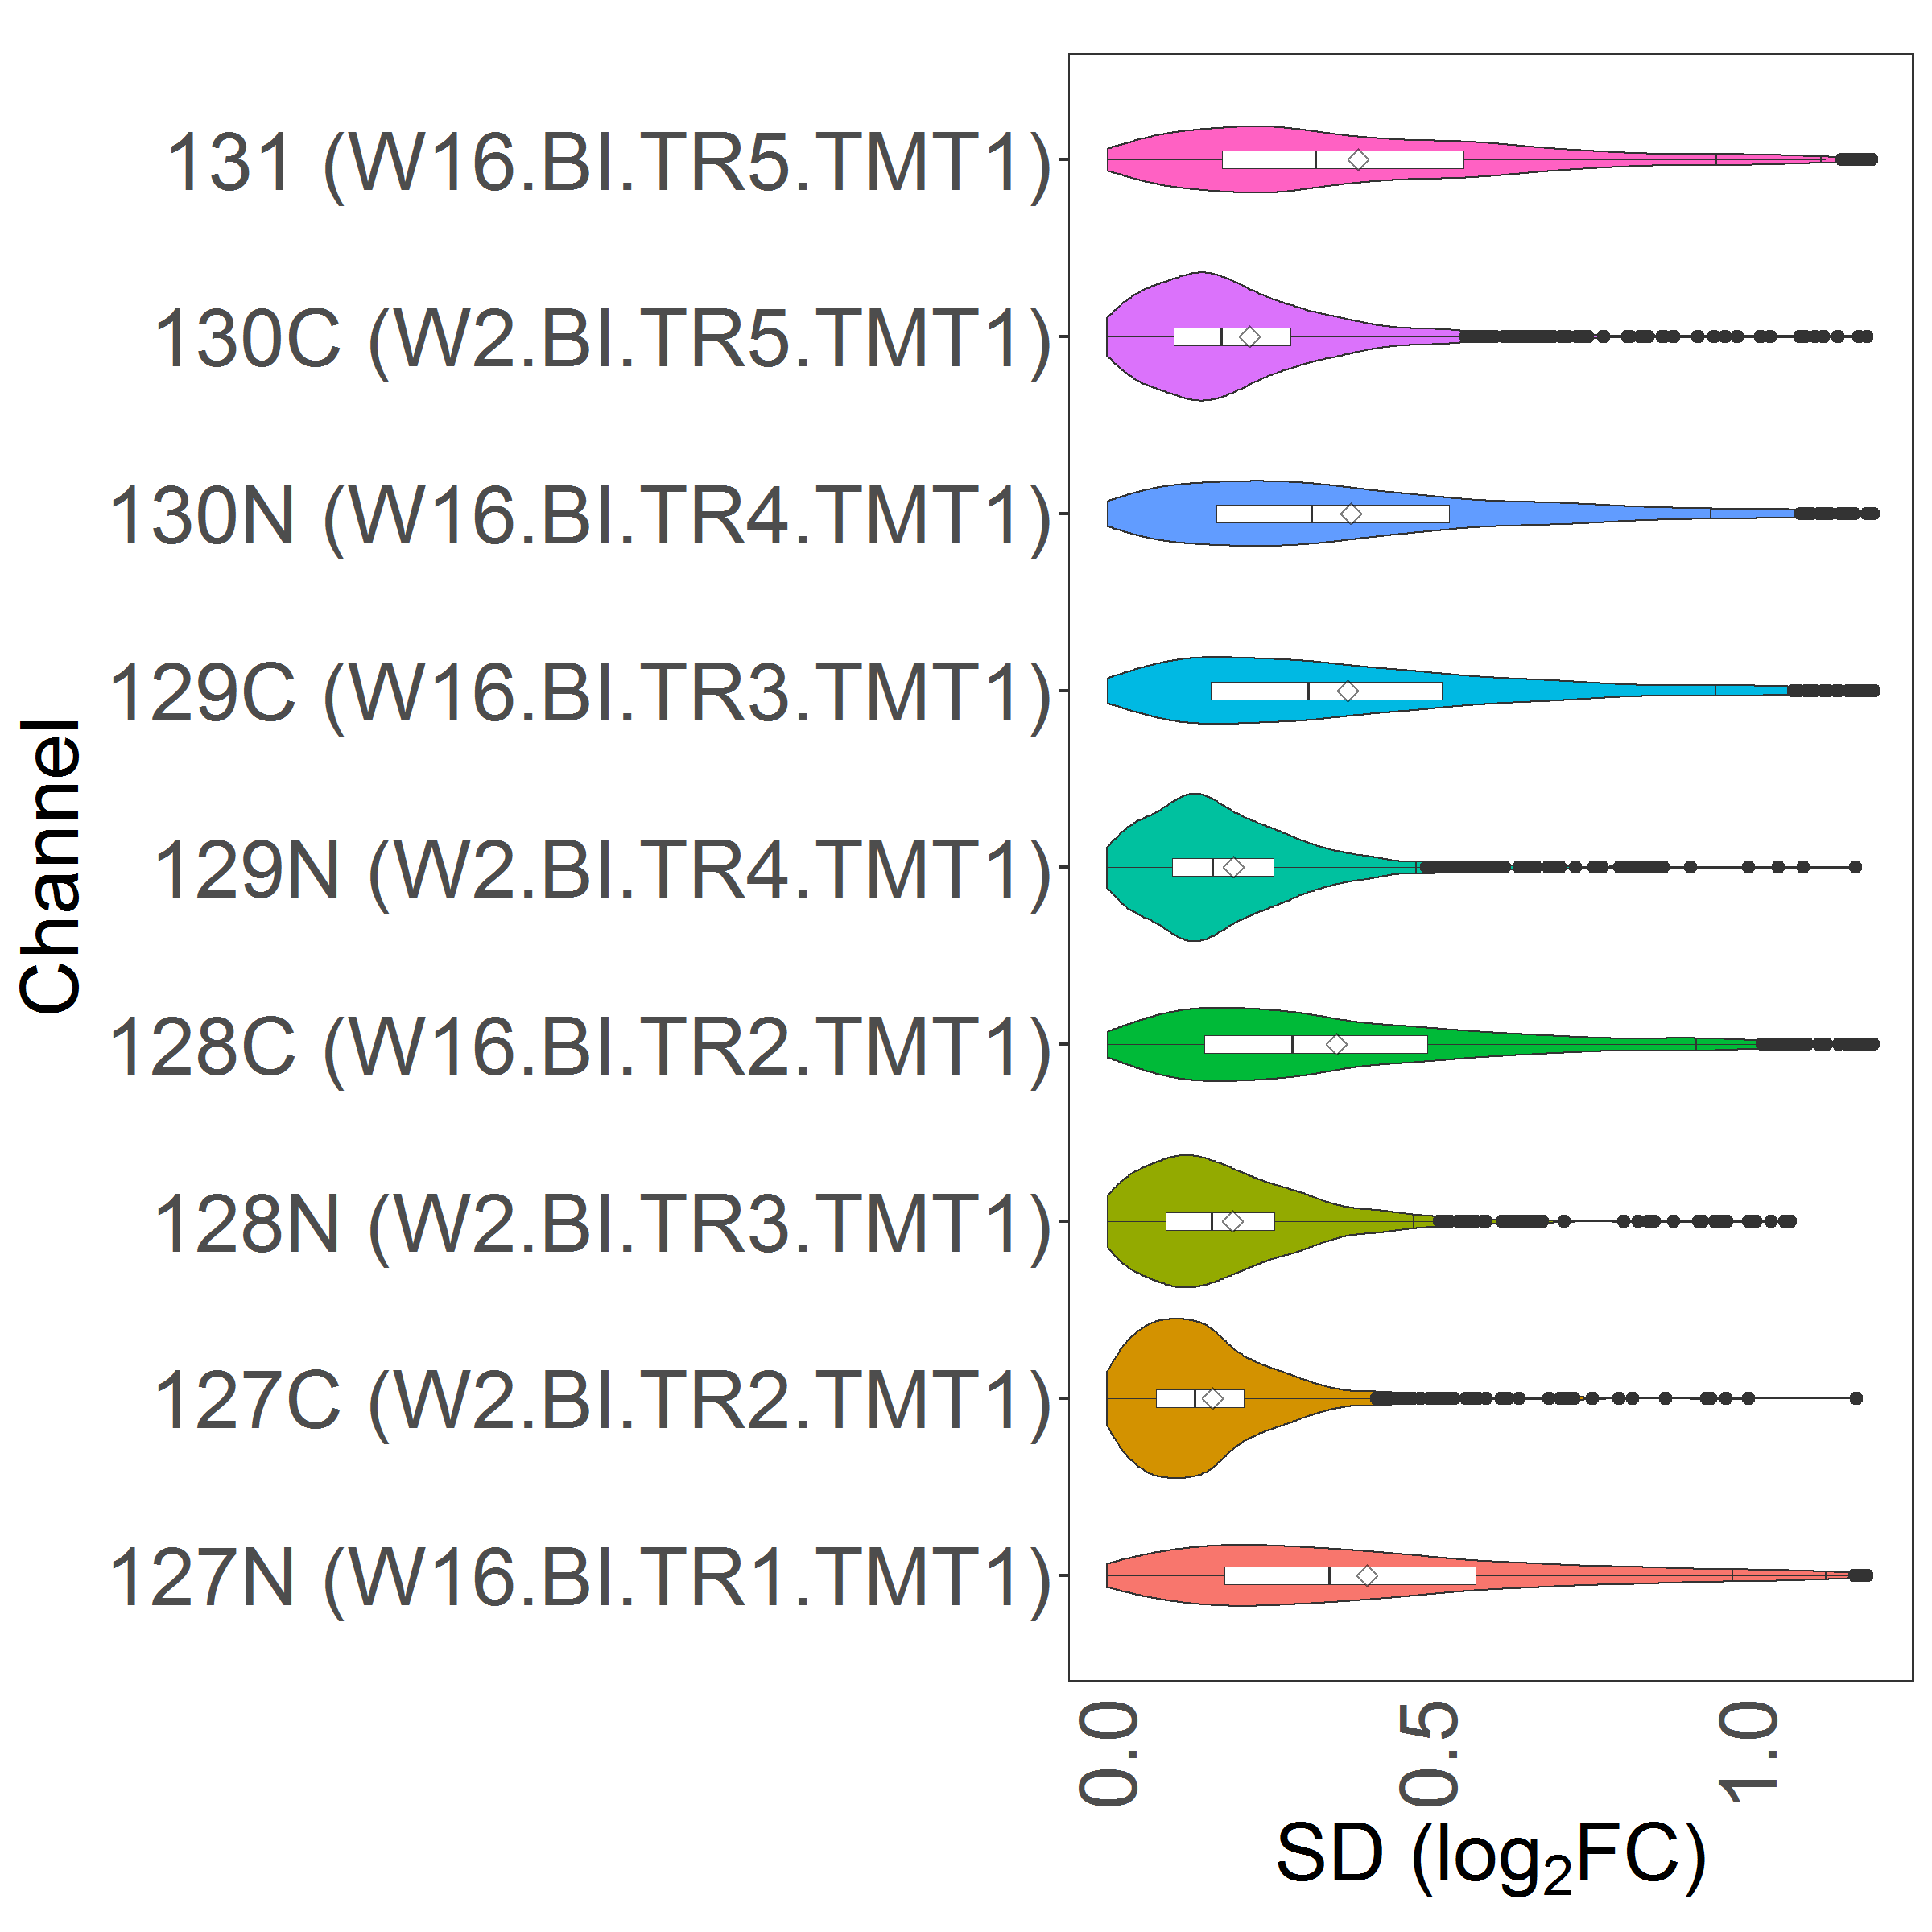 Channel
131 (W16.BI.TR5.TMT1)
130C (W2.BI.TR5.TMT1)
130N (W16.BI.TR4.TMT1)
129C (W16.BI.TR3.TMT1)
129N (W2.BI.TR4.TMT1)
128C (W16.BI.TR2.TMT1)
128N (W2.BI.TR3.TMT1)
127C (W2.BI.TR2.TMT1)
127N (W16.BI.TR1.TMT1)
0.0
0.5
1.0
SD (log₂FC)